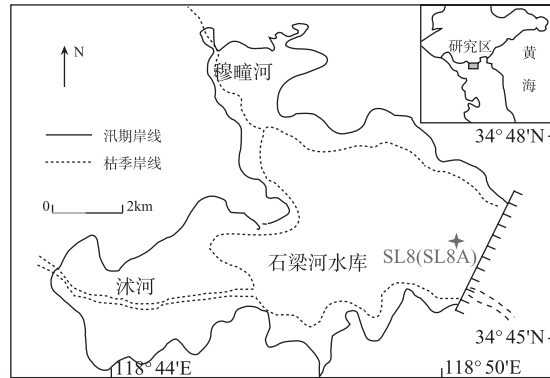 N
穆疃河
研究区
黄
海
34°48'N
汛期岸线
枯季岸线
0 2km
石梁河水库
SL8(SL8A)
沭河
34°45'N
118°44'E
118°50'E